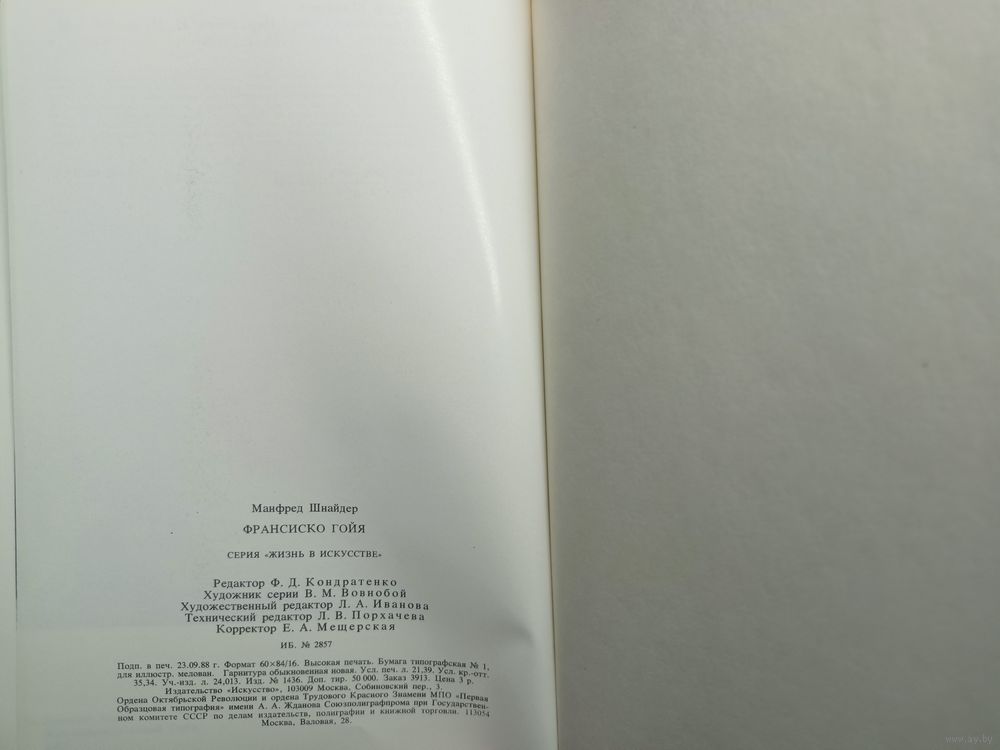 Манфред Шнайдер
ФРАНСИСКО ГОЙЯ
СЕРИЯ «ЖИЗНЬ В ИСКУССТВЕ»
Редактор Ф. Д. Кондратенко
Художник серии В. М. Вовнобой
Художественный редактор Л. А. Иванова
Технический редактор Л. В. Порхачева
Корректор Е. А. Мещерская
ИБ. № 2857
Подп. в печ. 23.09.88 г. Формат 60×84/16. Высокая печать. Бумага типографская № 1,
для иллюстр. мелован. Гарнитура обыкновенная новая. Усл. печ. л. 21,39. Усл. кр.-отт.
35,34. Уч.-изд. л. 24,013. Изд. № 1436. Доп. тир. 50 000. Заказ 3913. Цена 3 р.
Издательство «Искусство», 103009 Москва, Собиновский пер., 3.
Ордена Октябрьской Революции и ордена Трудового Красного Знамени МПО «Первая
Образцовая типография» имени А. А. Жданова Союзполиграфпрома при Государствен-
ном комитете СССР по делам издательств, полиграфии и книжной торговли. 113054
Москва, Валовая, 28.
www.ay.by